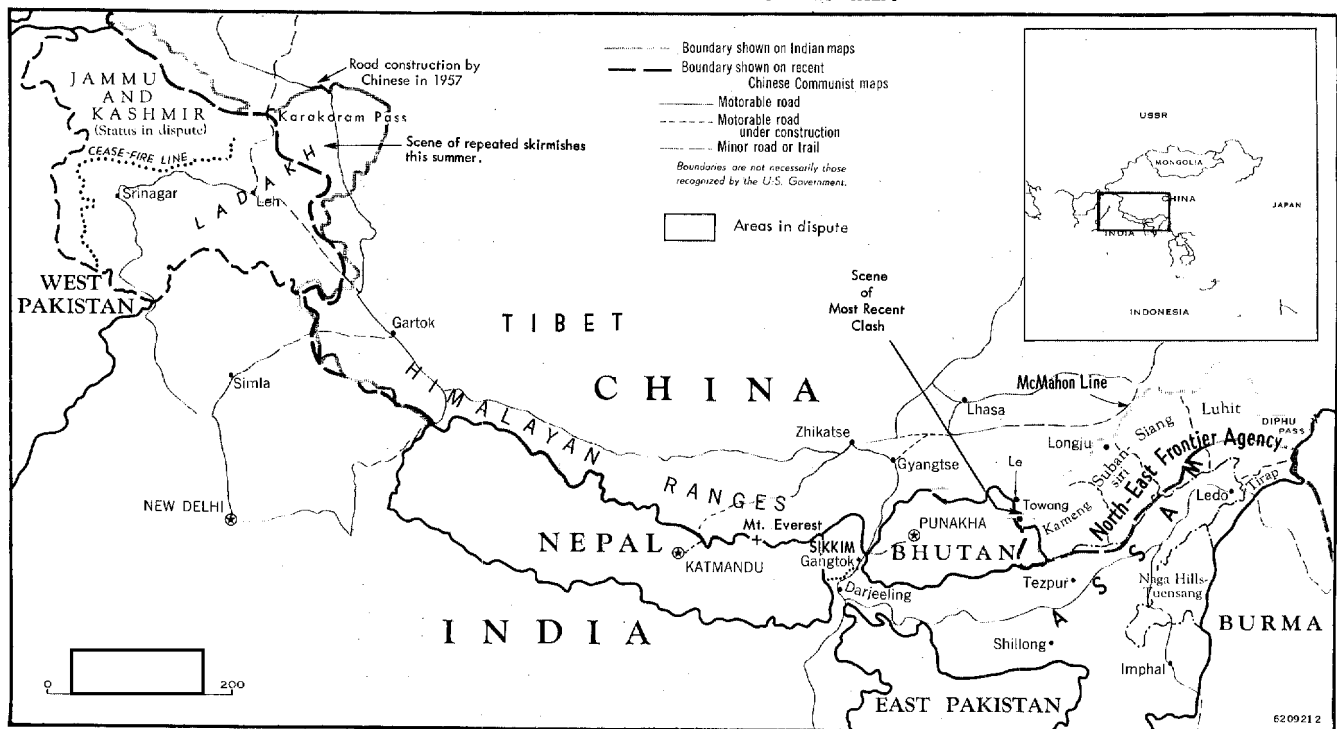 Road construction by
Chinese in 1957
JAMMU
AND
KASHMIR
(Status in dispute)
Karakoram Pass
CEASE-FIRE LINE
Scene of repeated skirmishes
this summer.
Srinagar
Leh
LADAKH
WEST
PAKISTAN
Boundary shown on Indian maps
Boundary shown on recent
Chinese Communist maps
Motorable road
Motorable road
under construction
Minor road or trail
Boundaries are not necessarily those
recognized by the U.S. Government.
Areas in dispute
USSR
MONGOLIA
CHINA
JAPAN
INDIA
INDONESIA
Gartok
TIBET
Simla
CHINA
HIMALAYAN
RANGES
Scene
of
Most Recent
Clash
McMahon Line
Lhasa
Zhikatse
Gyangtse
Longju
Siang
Luhit
DIPHU
PASS
Suban-
siri
Le
Towong
Kameng
North-East Frontier Agency
Tirap
Ledo
NEW DELHI
NEPAL
Mt. Everest
KATMANDU
SIKKIM
Gangtok
PUNAKHA
BHUTAN
Darjeeling
Tezpur
ASSAM
Naga Hills-
Tuensang
INDIA
Shillong
Imphal
BURMA
EAST PAKISTAN
0 200
6209212